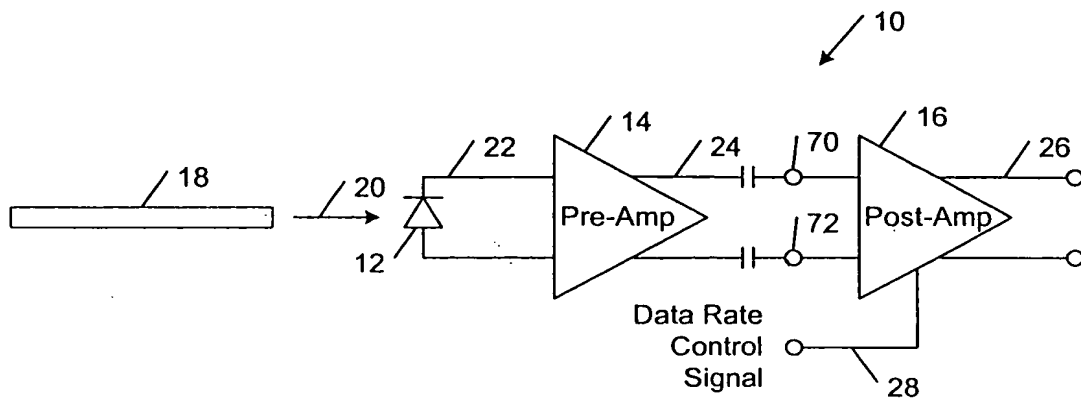 10
14
16
22
24
70
26
18
20
Pre-Amp
Post-Amp
12
72
Data Rate
Control
Signal
28